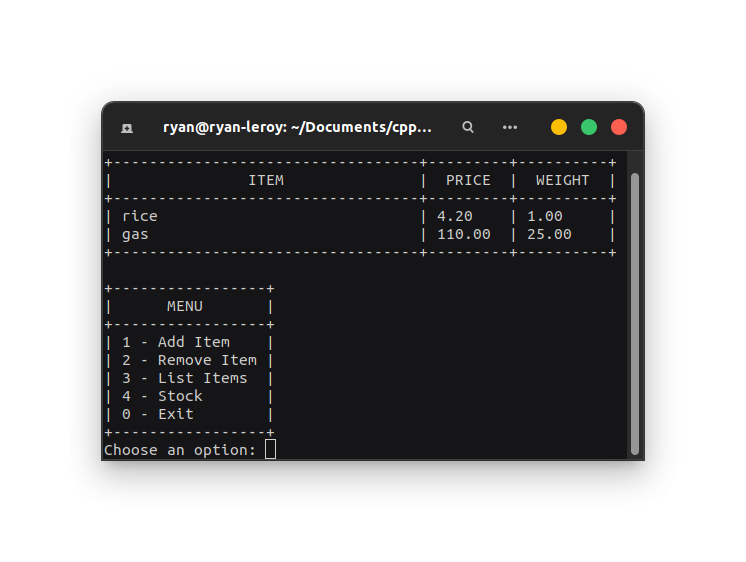 ryan@ryan-leroy: ~/Documents/cpp...
+----------------------------------+---------+----------+
|               ITEM               |  PRICE  |  WEIGHT  |
+----------------------------------+---------+----------+
| rice                             | 4.20    | 1.00     |
| gas                              | 110.00  | 25.00    |
+----------------------------------+---------+----------+
+-----------------+
|      MENU       |
+-----------------+
| 1 - Add Item    |
| 2 - Remove Item |
| 3 - List Items  |
| 4 - Stock       |
| 0 - Exit        |
+-----------------+
Choose an option: